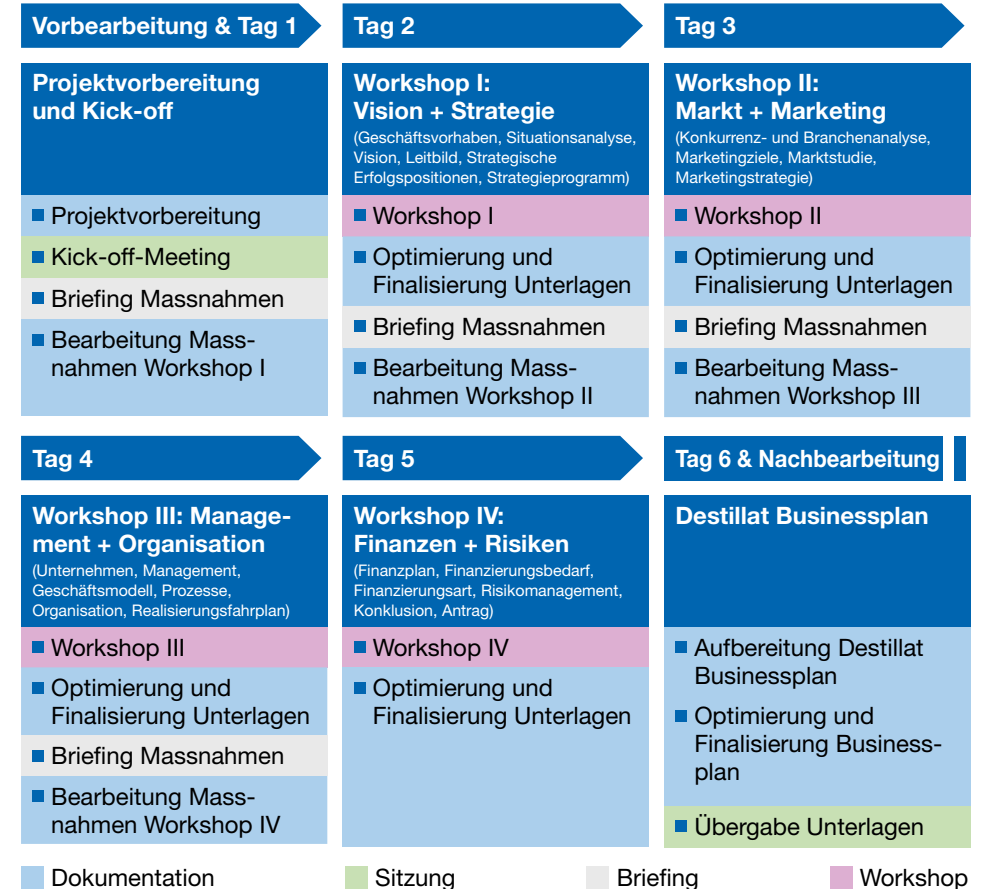 Vorbearbeitung & Tag 1
Projektvorbereitung
und Kick-off
Projektvorbereitung
Kick-off-Meeting
Briefing Massnahmen
Bearbeitung Mass-
nahmen Workshop I
Tag 2
Workshop I:
Vision + Strategie
(Geschäftsvorhaben, Situationsanalyse,
Vision, Leitbild, Strategische
Erfolgspositionen, Strategieprogramm)
Workshop I
Optimierung und
Finalisierung Unterlagen
Briefing Massnahmen
Bearbeitung Mass-
nahmen Workshop II
Tag 3
Workshop II:
Markt + Marketing
(Konkurrenz- und Branchenanalyse,
Marketingziele, Marktstudie,
Marketingstrategie)
Workshop II
Optimierung und
Finalisierung Unterlagen
Briefing Massnahmen
Bearbeitung Mass-
nahmen Workshop III
Tag 4
Workshop III: Manage-
ment + Organisation
(Unternehmen, Management,
Geschäftsmodell, Prozesse,
Organisation, Realisierungsfahrplan)
Workshop III
Optimierung und
Finalisierung Unterlagen
Briefing Massnahmen
Bearbeitung Mass-
nahmen Workshop IV
Tag 5
Workshop IV:
Finanzen + Risiken
(Finanzplan, Finanzierungsbedarf,
Finanzierungsart, Risikomanagement,
Konklusion, Antrag)
Workshop IV
Optimierung und
Finalisierung Unterlagen
Tag 6 & Nachbearbeitung
Destillat Businessplan
Aufbereitung Destillat
Businessplan
Optimierung und
Finalisierung Business-
plan
Übergabe Unterlagen
Dokumentation
Sitzung
Briefing
Workshop